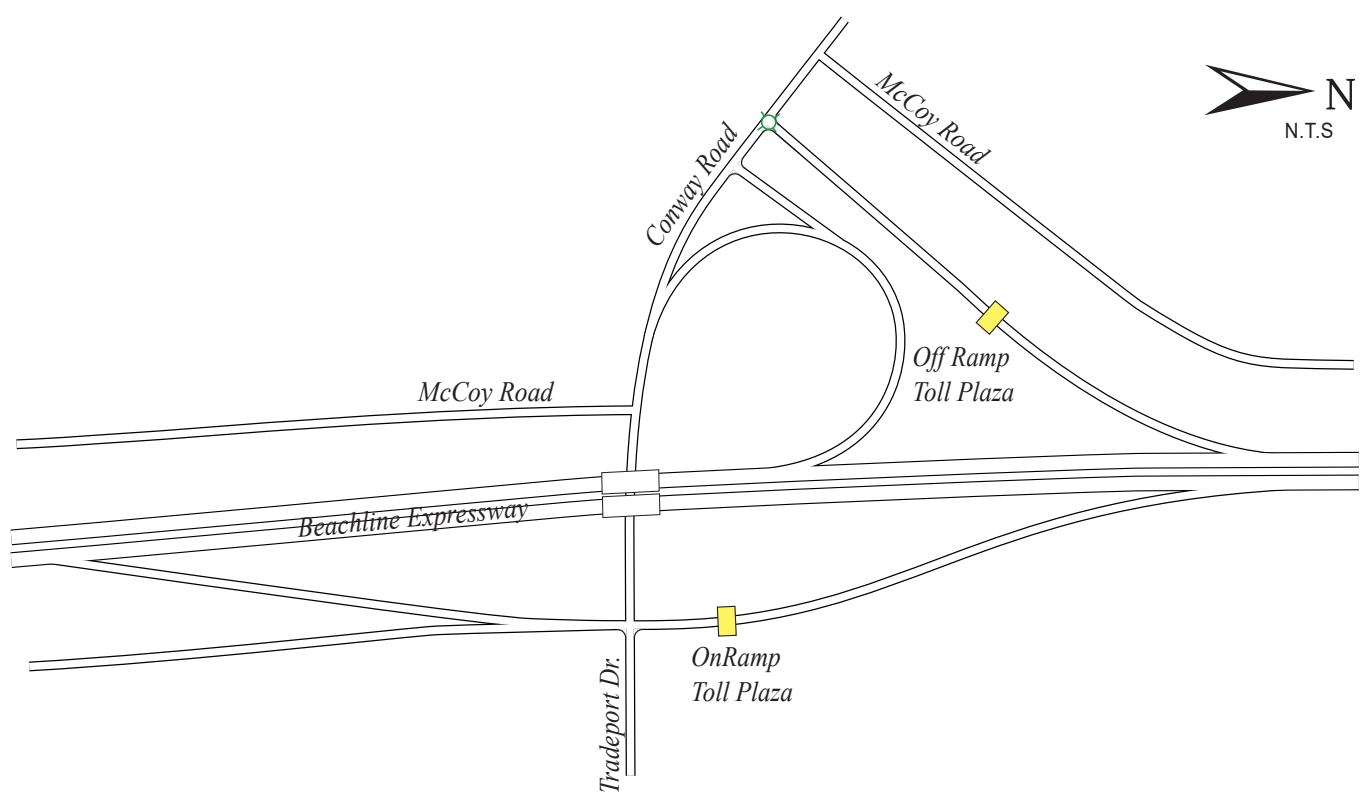 McCoy Road
N
N.T.S
Conway Road
Off Ramp
Toll Plaza
McCoy Road
Beachline Expressway
OnRamp
Toll Plaza
Tradeport Dr.